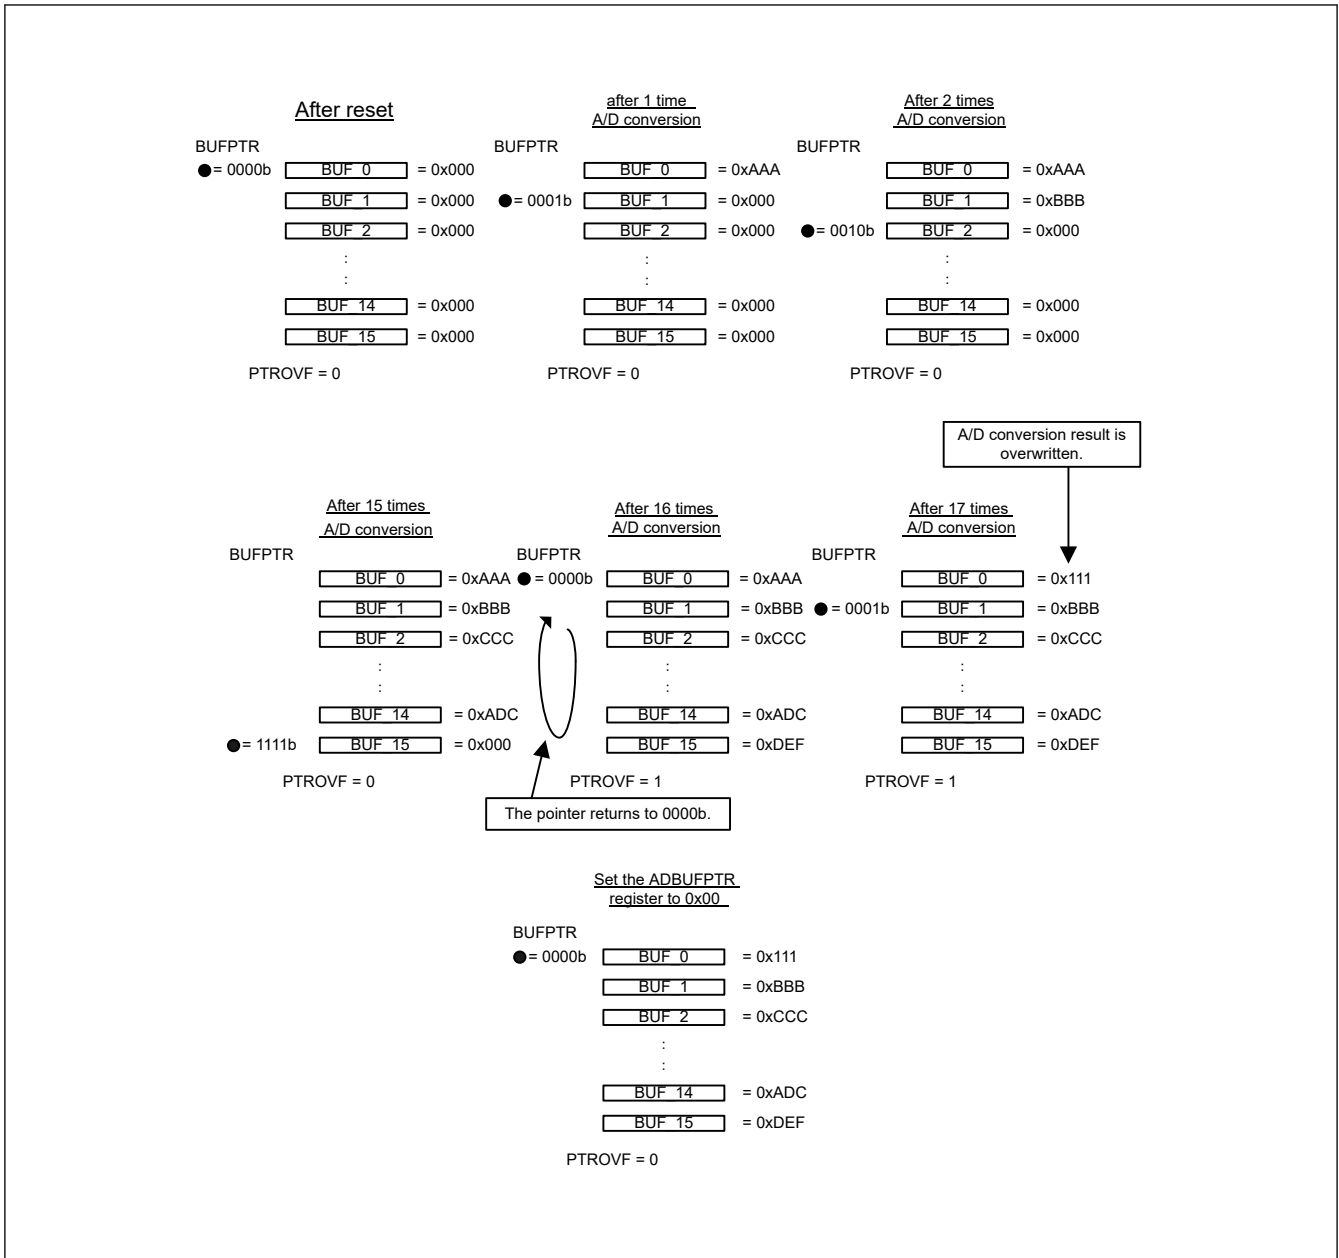 After reset
BUFPTR
= 0000b BUF_0 = 0x000
BUF_1 = 0x000
BUF_2 = 0x000
:
:
BUF_14 = 0x000
BUF_15 = 0x000
PTROVF = 0
after 1 time
A/D conversion
BUFPTR
BUF_0 = 0xAAA
= 0001b BUF_1 = 0x000
BUF_2 = 0x000
:
:
BUF_14 = 0x000
BUF_15 = 0x000
PTROVF = 0
After 2 times
A/D conversion
BUFPTR
BUF_0 = 0xAAA
BUF_1 = 0xBBB
= 0010b BUF_2 = 0x000
:
:
BUF_14 = 0x000
BUF_15 = 0x000
PTROVF = 0
After 15 times
A/D conversion
BUFPTR
BUF_0 = 0xAAA
BUF_1 = 0xBBB
BUF_2 = 0xCCC
:
:
BUF_14 = 0xADC
= 1111b BUF_15 = 0x000
PTROVF = 0
After 16 times
A/D conversion
BUFPTR
= 0000b BUF_0 = 0xAAA
BUF_1 = 0xBBB
BUF_2 = 0xCCC
:
:
BUF_14 = 0xADC
BUF_15 = 0xDEF
PTROVF = 1
The pointer returns to 0000b.
A/D conversion result is
overwritten.
After 17 times
A/D conversion
BUFPTR
BUF_0 = 0x111
= 0001b BUF_1 = 0xBBB
BUF_2 = 0xCCC
:
:
BUF_14 = 0xADC
BUF_15 = 0xDEF
PTROVF = 1
Set the ADBUFPTR
register to 0x00
BUFPTR
= 0000b BUF_0 = 0x111
BUF_1 = 0xBBB
BUF_2 = 0xCCC
:
:
BUF_14 = 0xADC
BUF_15 = 0xDEF
PTROVF = 0